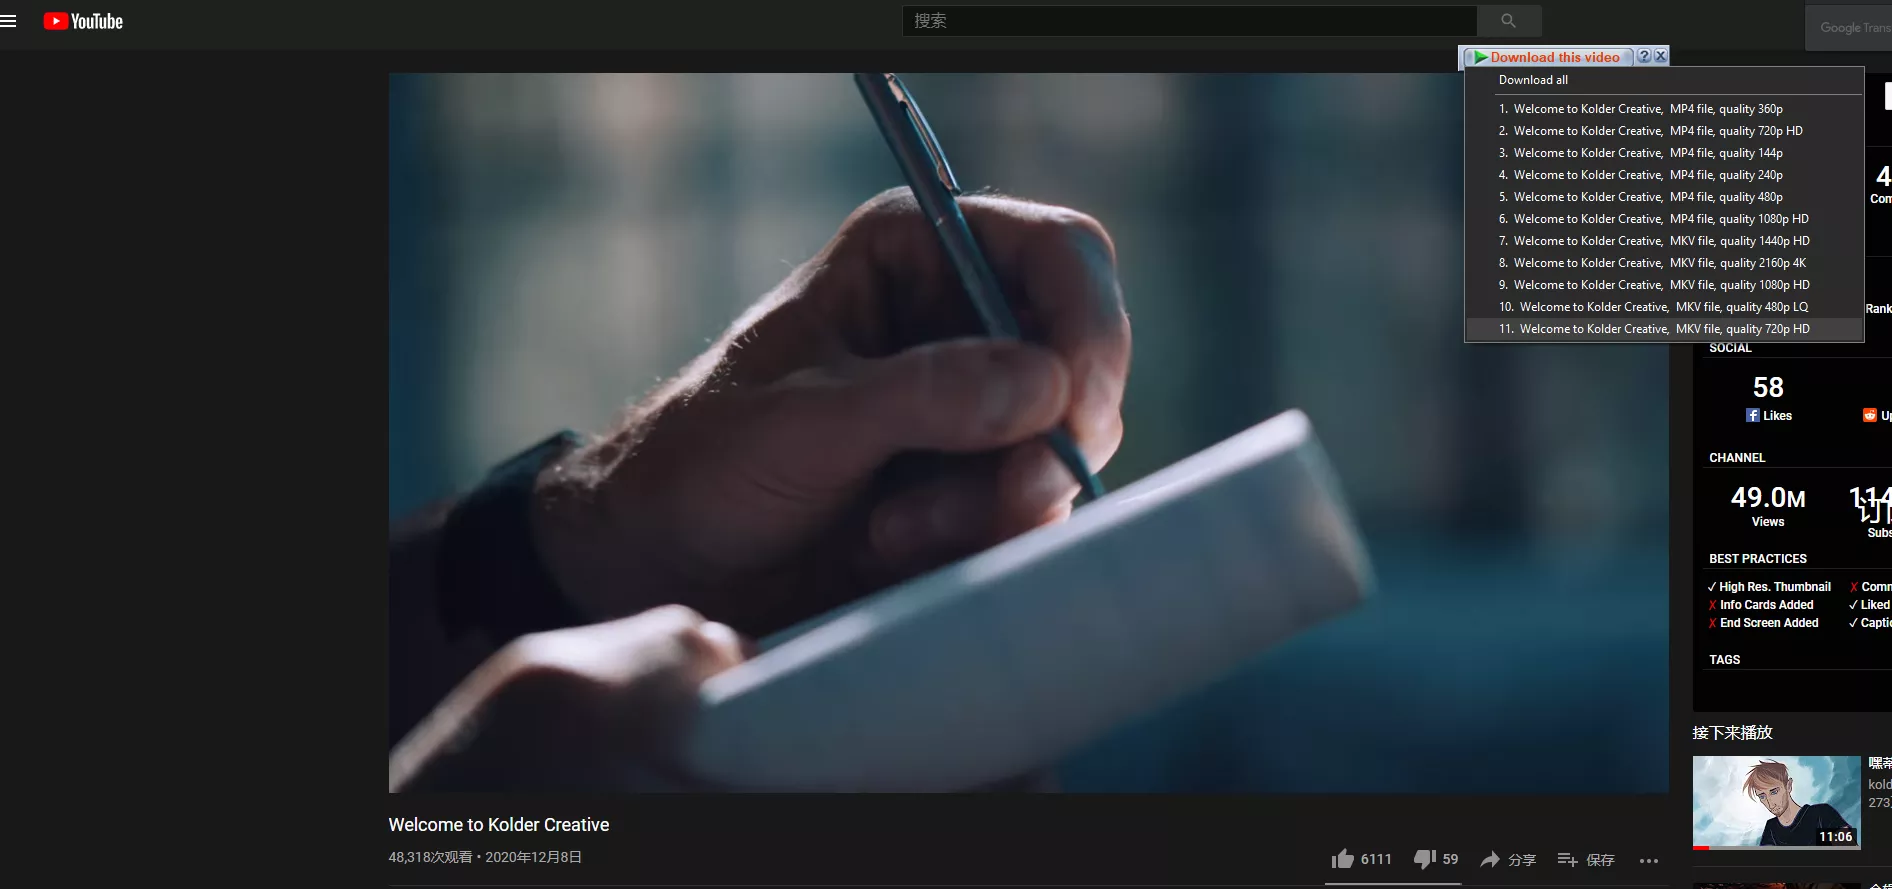 YouTube
搜索
Google Trans
Download this video
Download all
1. Welcome to Kolder Creative, MP4 file, quality 360p
2. Welcome to Kolder Creative, MP4 file, quality 720p HD
3. Welcome to Kolder Creative, MP4 file, quality 144p
4. Welcome to Kolder Creative, MP4 file, quality 240p
5. Welcome to Kolder Creative, MP4 file, quality 480p
6. Welcome to Kolder Creative, MP4 file, quality 1080p HD
7. Welcome to Kolder Creative, MKV file, quality 1440p HD
8. Welcome to Kolder Creative, MKV file, quality 2160p 4K
9. Welcome to Kolder Creative, MKV file, quality 1080p HD
10. Welcome to Kolder Creative, MKV file, quality 480p LQ
11. Welcome to Kolder Creative, MKV file, quality 720p HD
4
Com
Rank
SOCIAL
58
Likes
Up
CHANNEL
49.0M 114
Views
Subs
BEST PRACTICES
✓ High Res. Thumbnail ✗ Comm
✗ Info Cards Added ✓ Liked
✗ End Screen Added ✓ Captio
TAGS
接下来播放
kold
273
11:06
Welcome to Kolder Creative
48,318次观看 • 2020年12月8日
6111 59 分享 保存